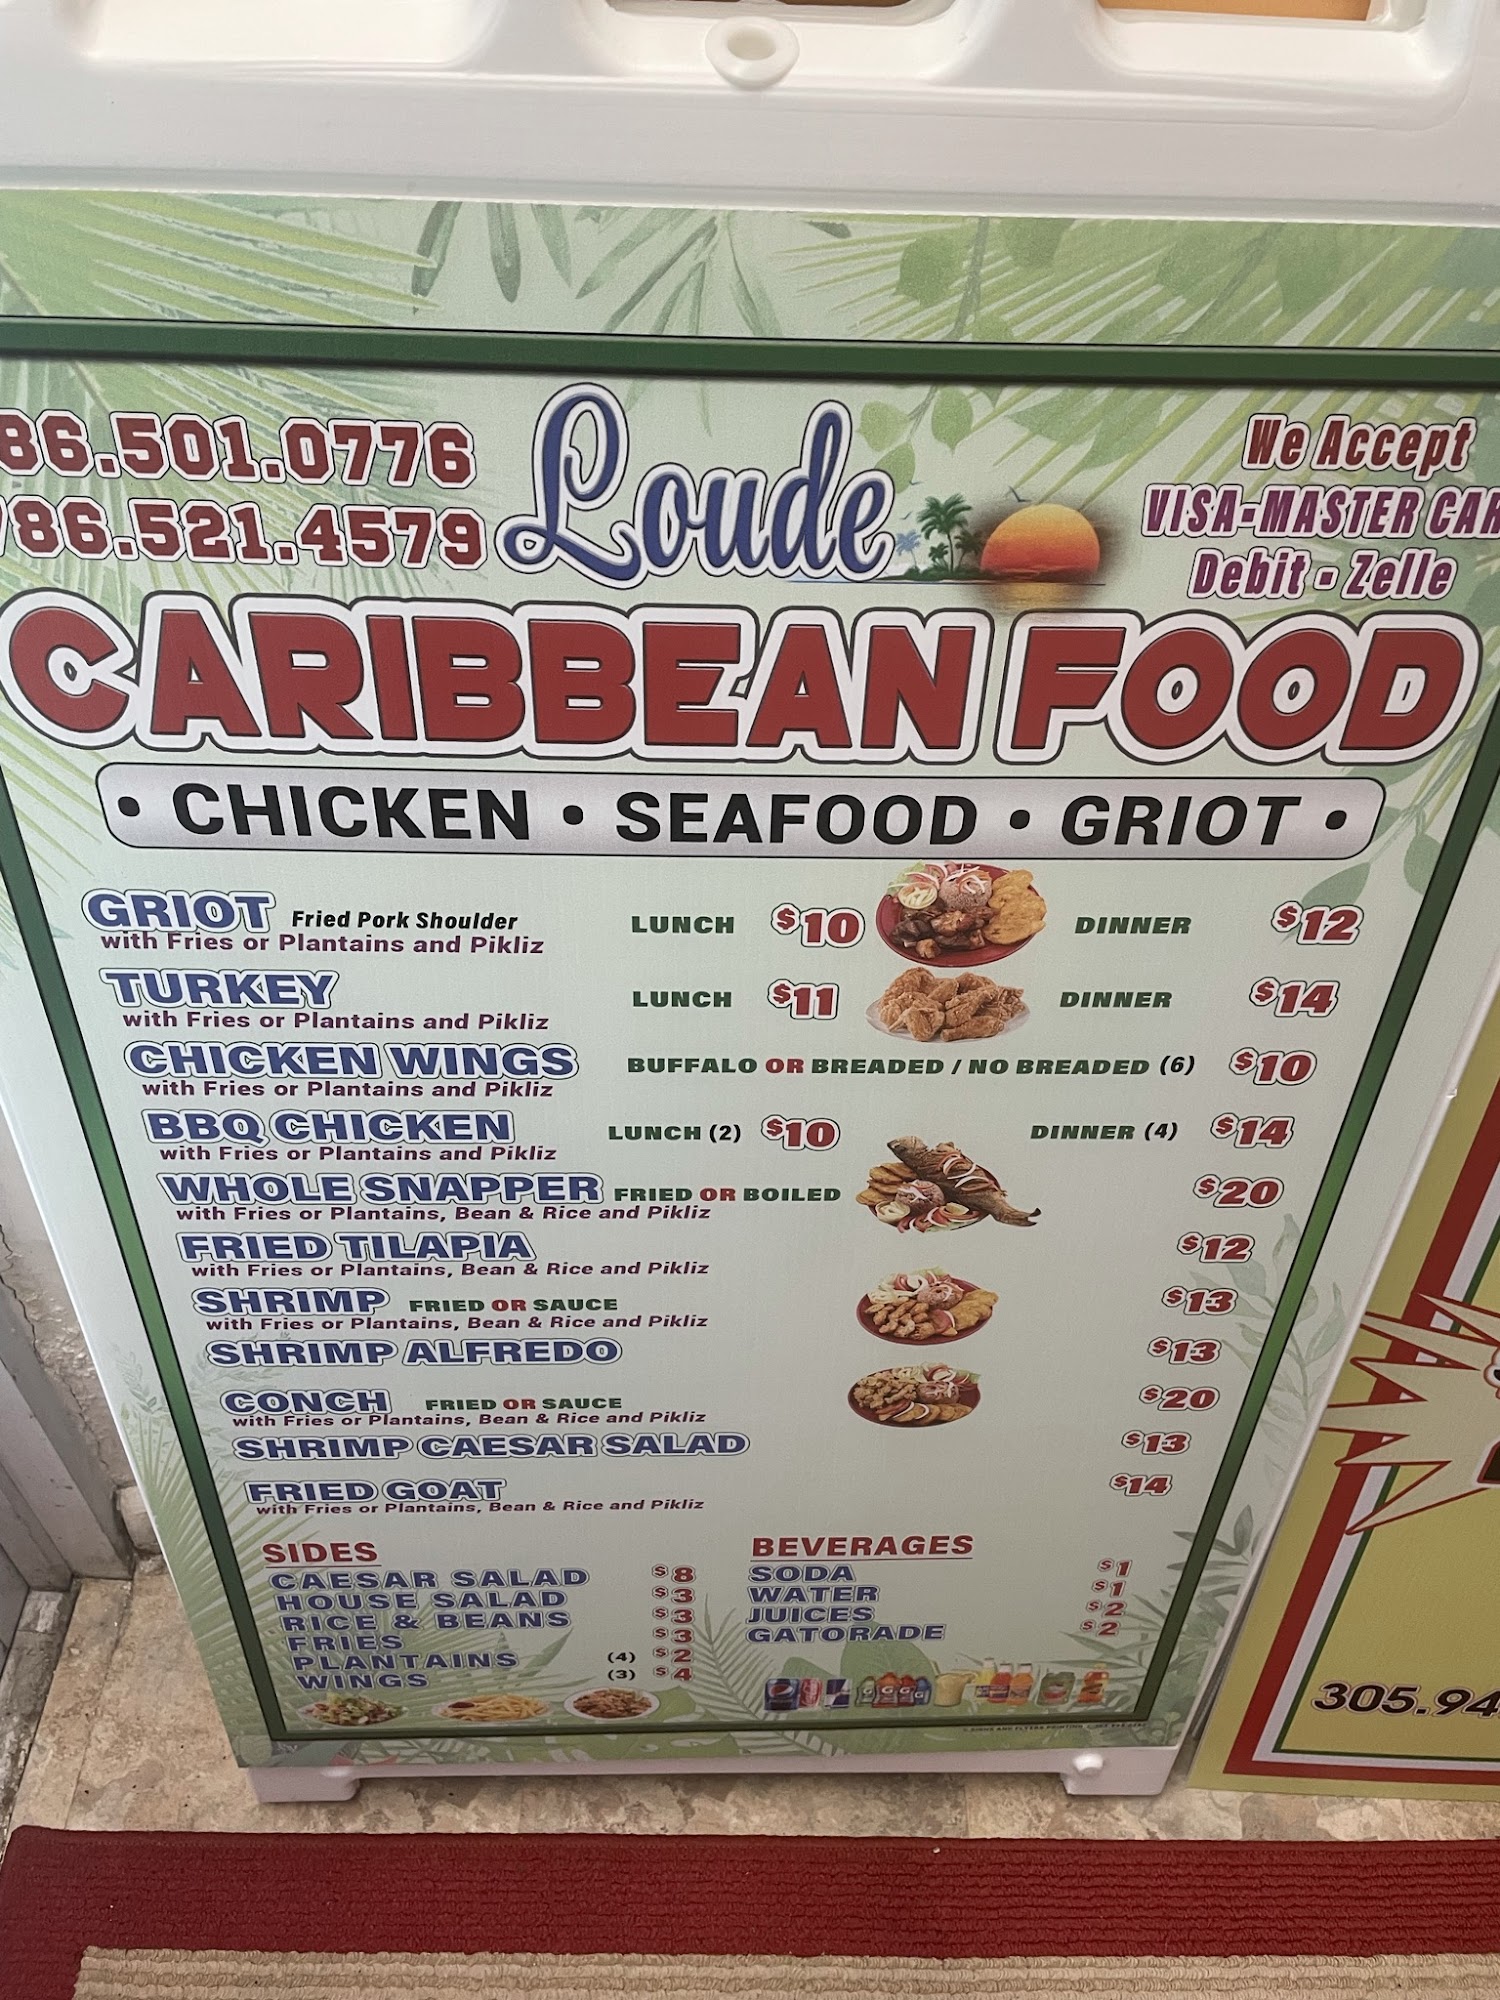 86.501.0776
786.521.4579
Loude
We Accept
VISA-MASTER CAR
Debit - Zelle
CARIBBEAN FOOD
• CHICKEN • SEAFOOD • GRIOT •
GRIOT Fried Pork Shoulder LUNCH $10 DINNER $12
with Fries or Plantains and Pikliz
TURKEY LUNCH $11 DINNER $14
with Fries or Plantains and Pikliz
CHICKEN WINGS BUFFALO OR BREADED / NO BREADED (6) $10
with Fries or Plantains and Pikliz
BBQ CHICKEN LUNCH (2) $10 DINNER (4) $14
with Fries or Plantains and Pikliz
WHOLE SNAPPER FRIED OR BOILED $20
with Fries or Plantains, Bean & Rice and Pikliz
FRIED TILAPIA $12
with Fries or Plantains, Bean & Rice and Pikliz
SHRIMP FRIED OR SAUCE $13
with Fries or Plantains, Bean & Rice and Pikliz
SHRIMP ALFREDO $13
CONCH FRIED OR SAUCE $20
with Fries or Plantains, Bean & Rice and Pikliz
SHRIMP CAESAR SALAD $13
FRIED GOAT $14
with Fries or Plantains, Bean & Rice and Pikliz
SIDES
CAESAR SALAD $8
HOUSE SALAD $3
RICE & BEANS $3
FRIES $3
PLANTAINS (4) $2
WINGS (3) $4
BEVERAGES
SODA $1
WATER $1
JUICES $2
GATORADE $2
305.94